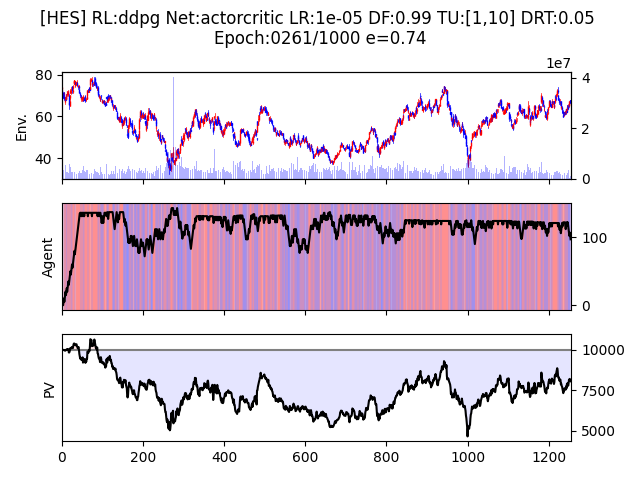 [HES] RL:ddpg Net:actorcritic LR:1e-05 DF:0.99 TU:[1,10] DRT:0.05
Epoch:0261/1000 e=0.74
1e7
80
60
40
Env.
4
2
0
Agent
100
0
PV
10000
7500
5000
0 200 400 600 800 1000 1200